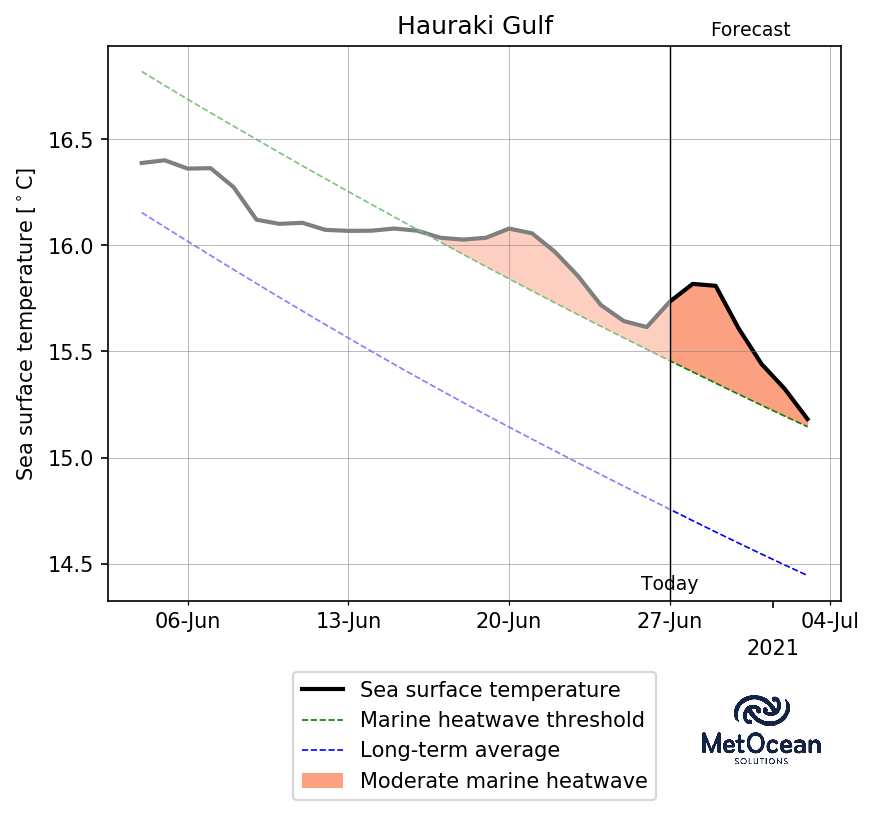 Hauraki Gulf
Forecast
Sea surface temperature [°C]
16.5
16.0
15.5
15.0
14.5
Today
06-Jun 13-Jun 20-Jun 27-Jun 04-Jul
2021
Sea surface temperature
Marine heatwave threshold
Long-term average
Moderate marine heatwave
MetOcean
SOLUTIONS